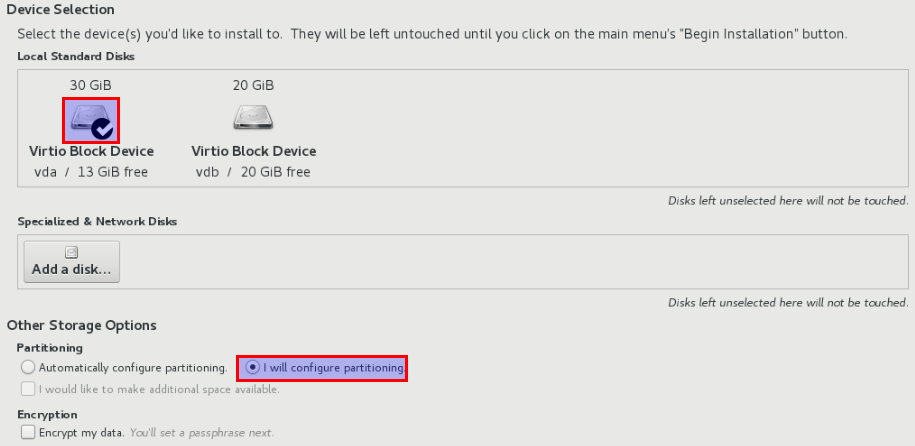 Device Selection
Select the device(s) you'd like to install to.  They will be left untouched until you click on the main menu's "Begin Installation" button.
Local Standard Disks
30 GiB
Virtio Block Device
vda / 13 GiB free
20 GiB
Virtio Block Device
vdb / 20 GiB free
Disks left unselected here will not be touched.
Specialized & Network Disks
Add a disk...
Disks left unselected here will not be touched.
Other Storage Options
Partitioning
Automatically configure partitioning.
I will configure partitioning.
I would like to make additional space available.
Encryption
Encrypt my data. You'll set a passphrase next.